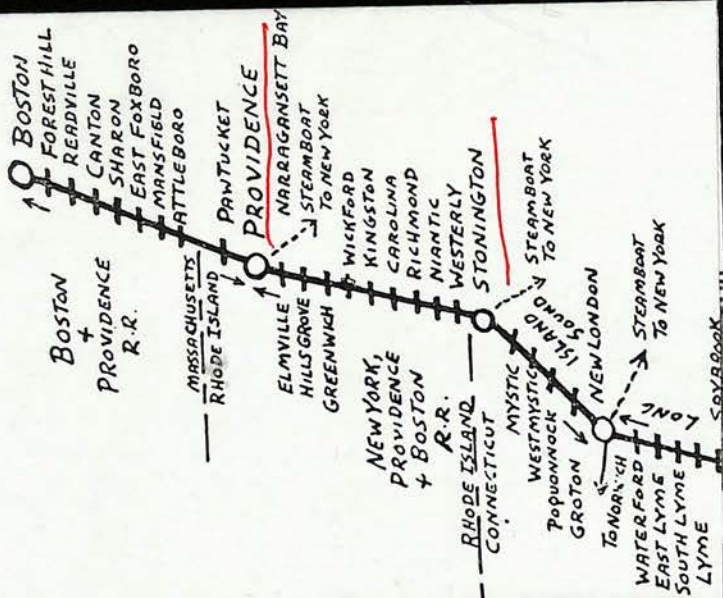 BOSTON
FOREST HILL
READVILLE
CANTON
SHARON
EAST FOXBORO
MANSFIELD
ATTLEBORO
PAWTUCKET
PROVIDENCE
NARRAGANSETT BAY
STEAMBOAT
TO NEW YORK
BOSTON
+
PROVIDENCE
R.R.
MASSACHUSETTS
RHODE ISLAND
ELMVILLE
HILLSGROVE
GREENWICH
WICKFORD
KINGSTON
CAROLINA
RICHMOND
NIANTIC
WESTERLY
STONINGTON
STEAMBOAT
TO NEW YORK
NEW YORK,
PROVIDENCE
+ BOSTON
R.R.
RHODE ISLAND
CONNECTICUT
MYSTIC
WESTMYSTIC
POQUONNOCK
GROTON
NEW LONDON
LONG
ISLAND
SOUND
STEAMBOAT
TO NEW YORK
TO NORWICH
WATERFORD
EAST LYME
SOUTH LYME
LYME
SAYBROOK